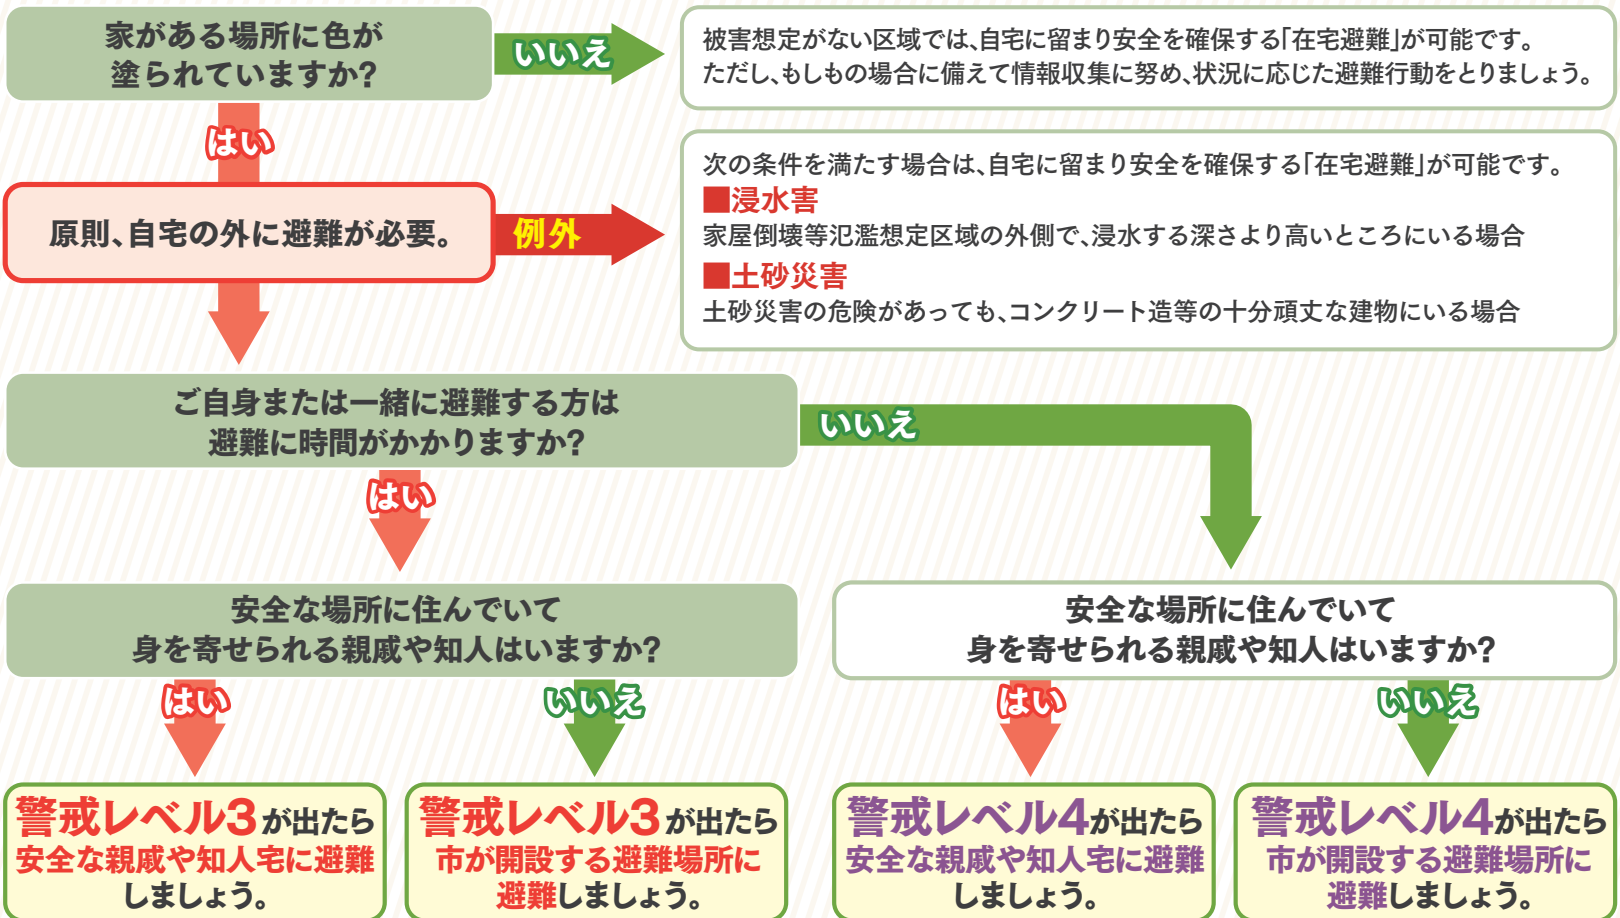 家がある場所に色が
塗られていますか?
いいえ
被害想定がない区域では、自宅に留まり安全を確保する「在宅避難」が可能です。
ただし、もしもの場合に備えて情報収集に努め、状況に応じた避難行動をとりましょう。
はい
原則、自宅の外に避難が必要。
例外
次の条件を満たす場合は、自宅に留まり安全を確保する「在宅避難」が可能です。
■浸水害
家屋倒壊等氾濫想定区域の外側で、浸水する深さより高いところにいる場合
■土砂災害
土砂災害の危険があっても、コンクリート造等の十分頑丈な建物にいる場合
ご自身または一緒に避難する方は
避難に時間がかかりますか?
いいえ
はい
安全な場所に住んでいて
身を寄せられる親戚や知人はいますか?
安全な場所に住んでいて
身を寄せられる親戚や知人はいますか?
はい
いいえ
はい
いいえ
警戒レベル3が出たら
安全な親戚や知人宅に避難
しましょう。
警戒レベル3が出たら
市が開設する避難場所に
避難しましょう。
警戒レベル4が出たら
安全な親戚や知人宅に避難
しましょう。
警戒レベル4が出たら
市が開設する避難場所に
避難しましょう。